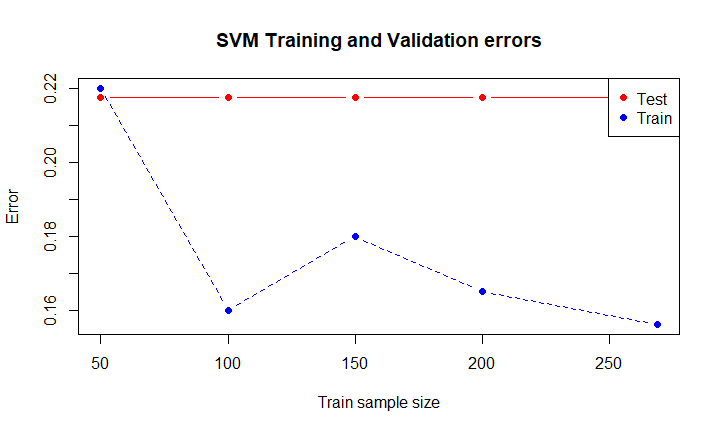 SVM Training and Validation errors
Error
0.22
0.20
0.18
0.16
Test
Train
50 100 150 200 250
Train sample size